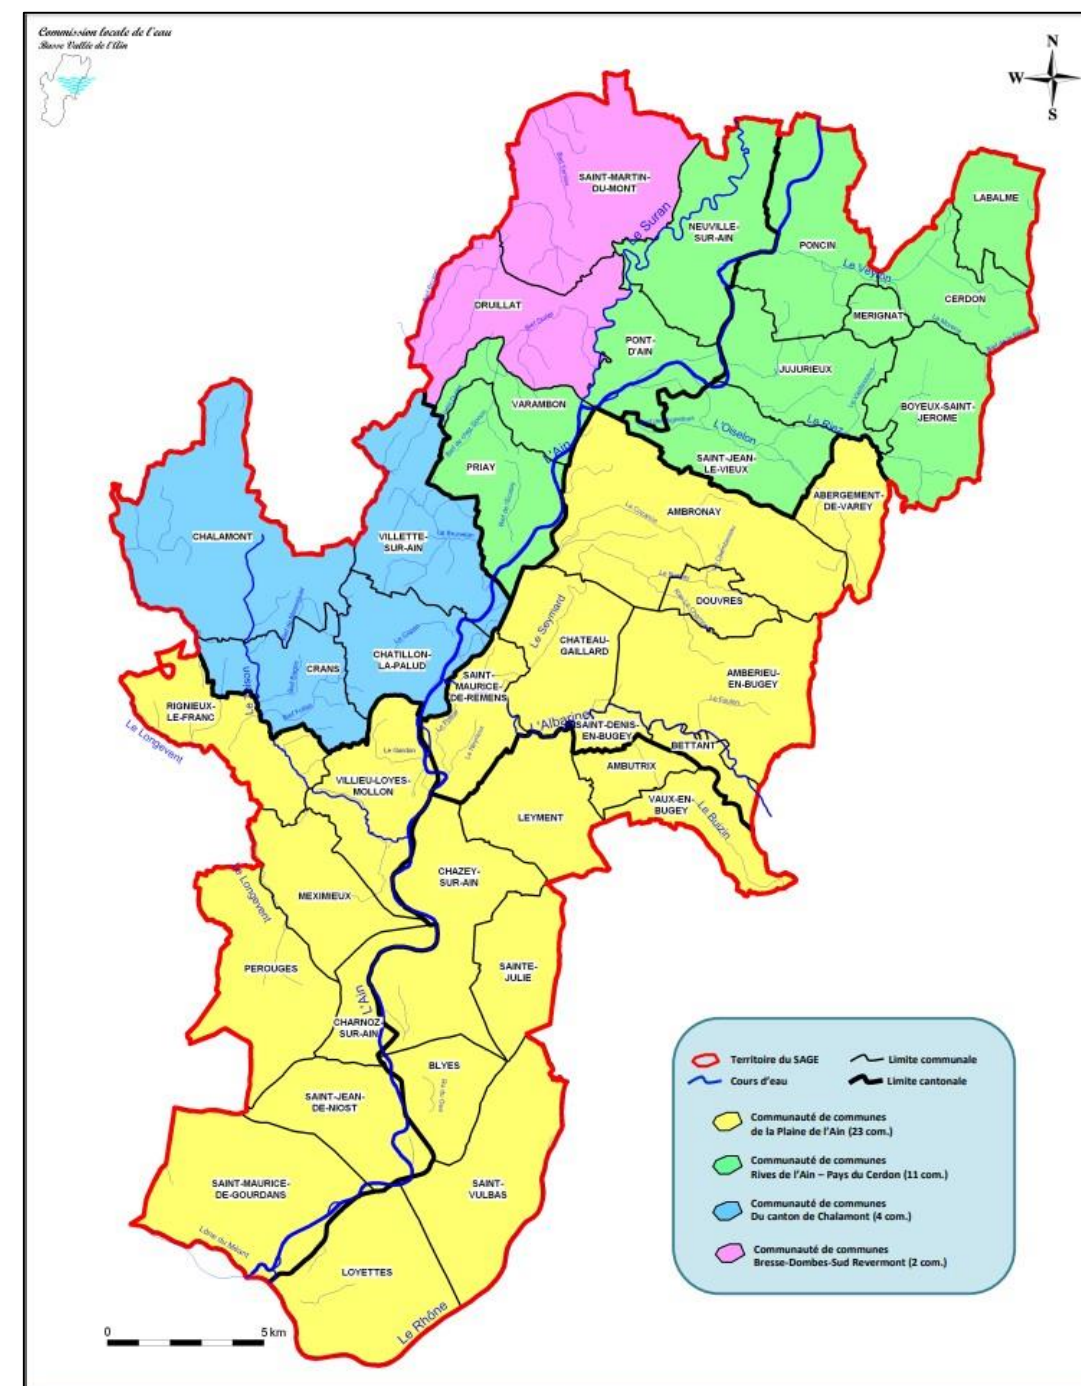 Commission locale de l'eau
Basse Vallée de l'Ain
N
W
E
S
SAINT-MARTIN-
DU-MONT
Le Suran
NEUVILLE-
SUR-AIN
PONCIN
LABALME
Le Veyron
CERDON
MERIGNAT
DRUILLAT
PONT-
D'AIN
JUJURIEUX
BOYEUX-SAINT-
JEROME
VARAMBON
L'Ain
L'Oiselon
Le Riez
SAINT-JEAN-
LE-VIEUX
PRIAY
ABERGEMENT-
DE-VAREY
AMBRONAY
CHALAMONT
VILLETTE-
SUR-AIN
DOUVRES
Le Seymard
CHATEAU-
GAILLARD
CRANS
CHATILLON-
LA-PALUD
SAINT-
MAURICE-
DE-REMENS
AMBERIEU-
EN-BUGEY
RIGNIEUX-
LE-FRANC
Le Longevent
L'Albarine
SAINT-DENIS-
EN-BUGEY
BETTANT
AMBUTRIX
VILLIEU-LOYES-
MOLLON
VAUX-EN-
BUGEY
Le Buizin
LEYMENT
CHAZEY-
SUR-AIN
Le Longevent
MEXIMIEUX
PEROUGES
SAINTE-
JULIE
L'Ain
CHARNOZ-
SUR-AIN
BLYES
SAINT-JEAN-
DE-NIOST
SAINT-MAURICE-
DE-GOURDANS
SAINT-
VULBAS
Lône du Méant
LOYETTES
Le Rhône
0
5 km
Territoire du SAGE
Limite communale
Cours d'eau
Limite cantonale
Communauté de communes
de la Plaine de l'Ain (23 com.)
Communauté de communes
Rives de l'Ain – Pays du Cerdon (11 com.)
Communauté de communes
Du canton de Chalamont (4 com.)
Communauté de communes
Bresse-Dombes-Sud Revermont (2 com.)